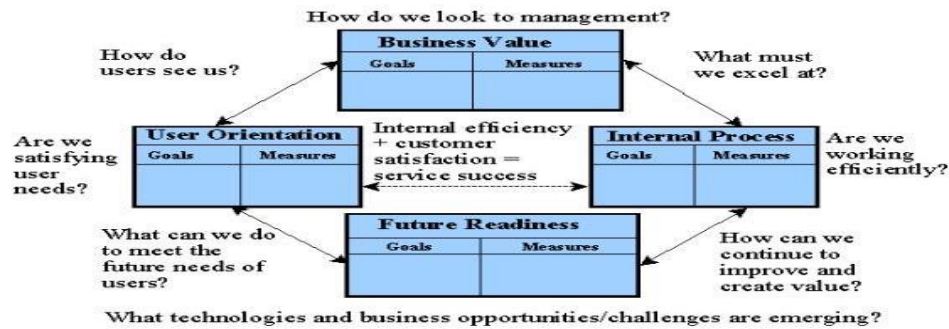 How do we look to management?
Business Value
Goals Measures
How do
users see us?
What must
we excel at?
User Orientation
Goals Measures
Internal efficiency
+ customer
satisfaction =
service success
Internal Process
Goals Measures
Are we
satisfying
user
needs?
Are we
working
efficiently?
Future Readiness
Goals Measures
What can we do
to meet the
future needs of
users?
How can we
continue to
improve and
create value?
What technologies and business opportunities/challenges are emerging?